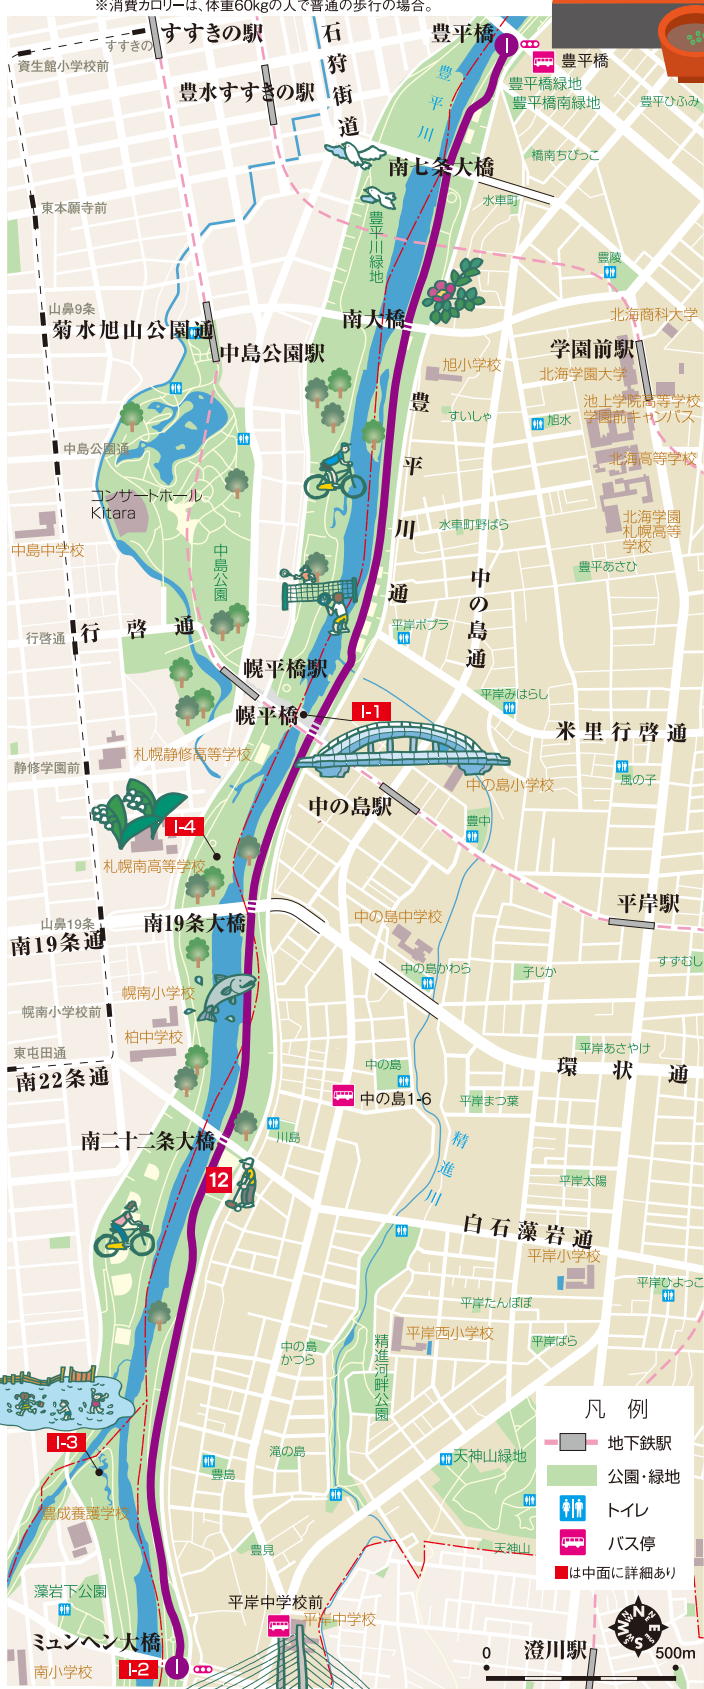 ※消費カロリーは、体重60kgの人で普通の歩行の場合。
すすきの
すすきの駅
石狩街道
豊平橋
I
豊平橋
資生館小学校前
豊平川
豊平橋緑地
豊平橋南緑地
豊平ひふみ
豊水すすきの駅
橋南ちびっこ
南七条大橋
水車町
東本願寺前
豊平川緑地
豊陵
山鼻9条
菊水旭山公園通
南大橋
北海商科大学
中島公園駅
学園前駅
旭小学校
北海学園大学
池上学院高等学校
学園前キャンパス
豊平川通
すいしゃ
旭水
中島公園通
北海高等学校
コンサートホール
Kitara
北海学園
札幌高等
学校
水車町野ばら
中島中学校
中島公園
豊平あさひ
中の島通
行啓通
行啓通
平岸ポプラ
幌平橋駅
平岸みはらし
幌平橋
I-1
米里行啓通
札幌静修高等学校
静修学園前
風の子
中の島小学校
中の島駅
豊中
I-4
札幌南高等学校
平岸駅
山鼻19条
南19条大橋
中の島中学校
南19条通
すずむし
中の島かわら
子じか
幌南小学校
幌南小学校前
柏中学校
平岸あさやけ
東屯田通
中の島
環状通
南22条通
中の島1-6
平岸まつ葉
川島
南二十二条大橋
精進川
12
平岸太陽
白石藻岩通
平岸小学校
平岸ひよっこ
平岸たんぽぽ
平岸西小学校
平岸ばら
中の島
かつら
精進河畔公園
凡例
I-3
地下鉄駅
滝の島
天神山緑地
豊島
公園・緑地
トイレ
豊成養護学校
バス停
豊見
天神山
■は中面に詳細あり
藻岩下公園
平岸中学校前
平岸中学校
N
E
S
W
ミュンヘン大橋
澄川駅
0
500m
南小学校
I-2
I